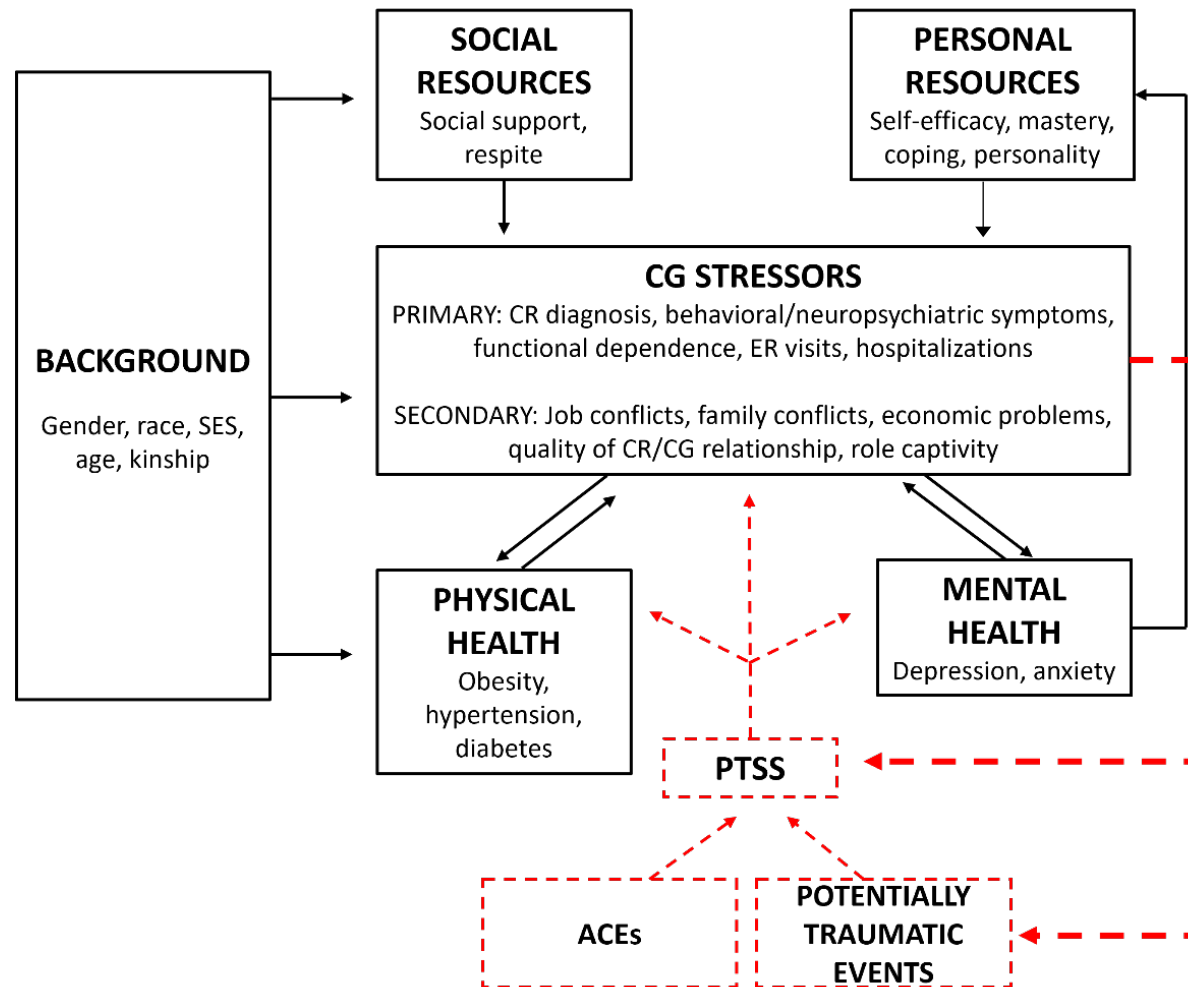 SOCIAL
RESOURCES
Social support,
respite
PERSONAL
RESOURCES
Self-efficacy, mastery,
coping, personality
BACKGROUND
Gender, race, SES,
age, kinship
CG STRESSORS
PRIMARY: CR diagnosis, behavioral/neuropsychiatric symptoms,
functional dependence, ER visits, hospitalizations
SECONDARY: Job conflicts, family conflicts, economic problems,
quality of CR/CG relationship, role captivity
PHYSICAL
HEALTH
Obesity,
hypertension,
diabetes
MENTAL
HEALTH
Depression, anxiety
PTSS
ACEs
POTENTIALLY
TRAUMATIC
EVENTS